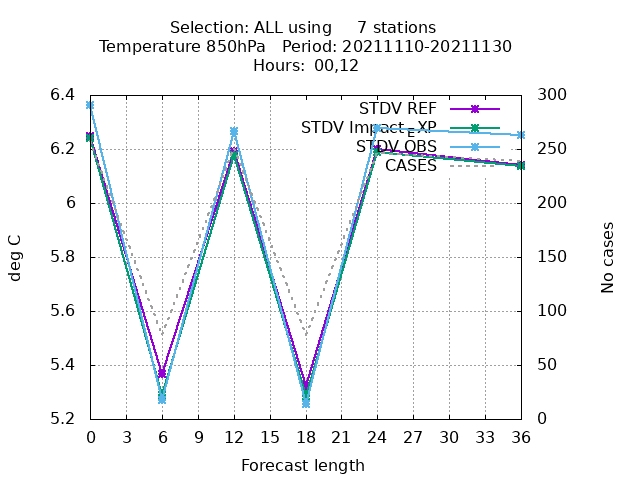 Selection: ALL using     7 stations
Temperature 850hPa   Period: 20211110-20211130
Hours:  00,12
6.4
6.2
6
5.8
5.6
5.4
5.2
300
250
200
150
100
50
0
deg C
No cases
STDV REF
STDV Impact_EXP
STDV OBS
CASES
0 3 6 9 12 15 18 21 24 27 30 33 36
Forecast length